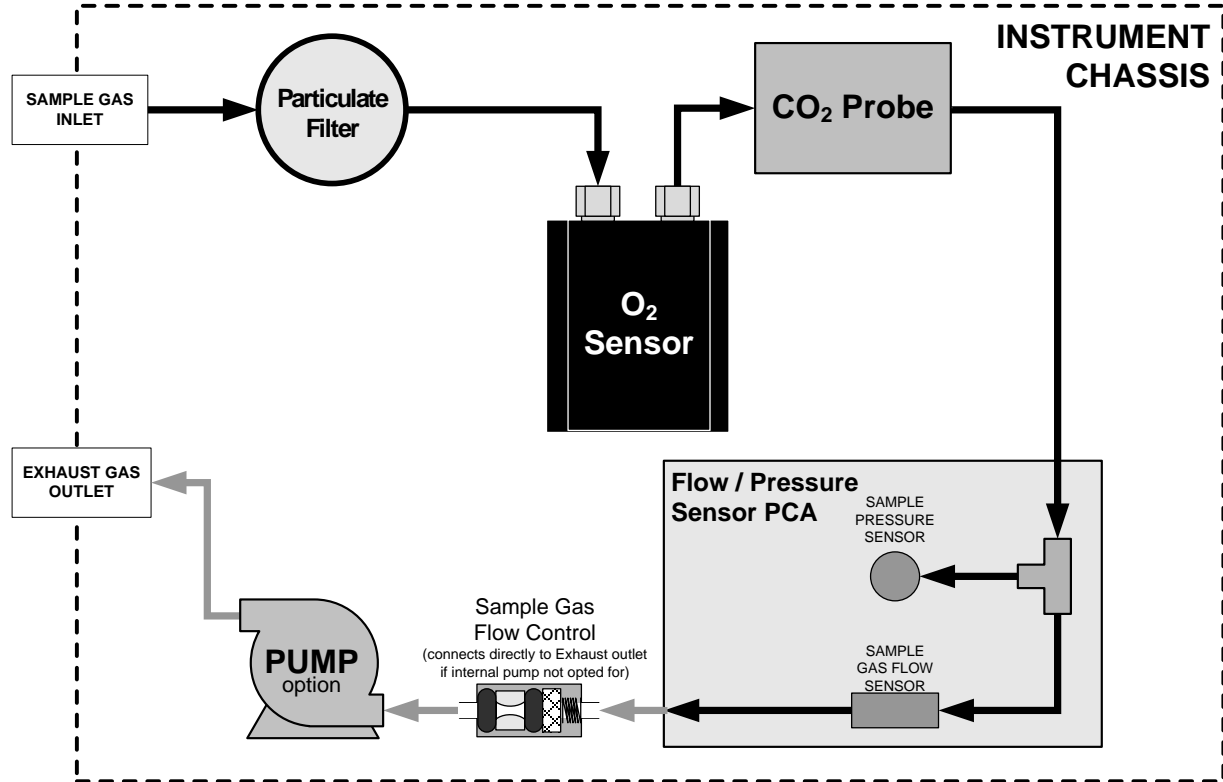 INSTRUMENT
CHASSIS
SAMPLE GAS
INLET
Particulate
Filter
CO₂ Probe
O₂
Sensor
EXHAUST GAS
OUTLET
Flow / Pressure
Sensor PCA
SAMPLE
PRESSURE
SENSOR
Sample Gas
Flow Control
(connects directly to Exhaust outlet
if internal pump not opted for)
SAMPLE
GAS FLOW
SENSOR
PUMP
option